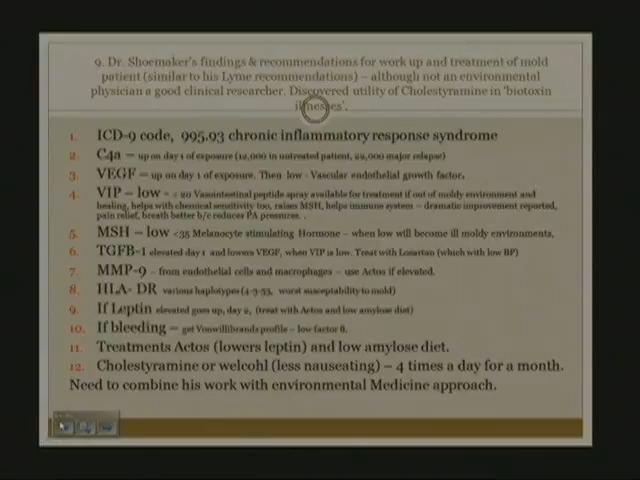 9. Dr. Shoemaker's findings & recommendations for work up and treatment of mold
patient (similar to his Lyme recommendations) – although not an environmental
physician a good clinical researcher. Discovered utility of Cholestyramine in 'biotoxin
illnesses'.
1. ICD-9 code, 995.93 chronic inflammatory response syndrome
2. C4a = up on day 1 of exposure (12,000 in untreated patient, 22,000 major relapse)
3. VEGF = up on day 1 of exposure. Then low - Vascular endothelial growth factor.
4. VIP – low = < 20 Vasointestinal peptide spray available for treatment if out of moldy environment and
healing, helps with chemical sensitivity too, raises MSH, helps immune system – dramatic improvement reported,
pain relief, breath better b/c reduces PA pressures. .
5. MSH – low <35 Melanocyte stimulating Hormone – when low will become ill moldy environments,
6. TGFB-1 elevated day 1 and lowers VEGF, when VIP is low. Treat with Losartan (which with low BP)
7. MMP-9 – from endothelial cells and macrophages – use Actos if elevated.
8. HLA- DR various haplotypes (4-3-53, worst susceptability to mold)
9. If Leptin elevated goes up, day 2, (treat with Actos and low amylose diet)
10. If bleeding = get Vonwillibrands profile – low factor 8.
11. Treatments Actos (lowers leptin) and low amylose diet.
12. Cholestyramine or welcohl (less nauseating) – 4 times a day for a month.
Need to combine his work with environmental Medicine approach.